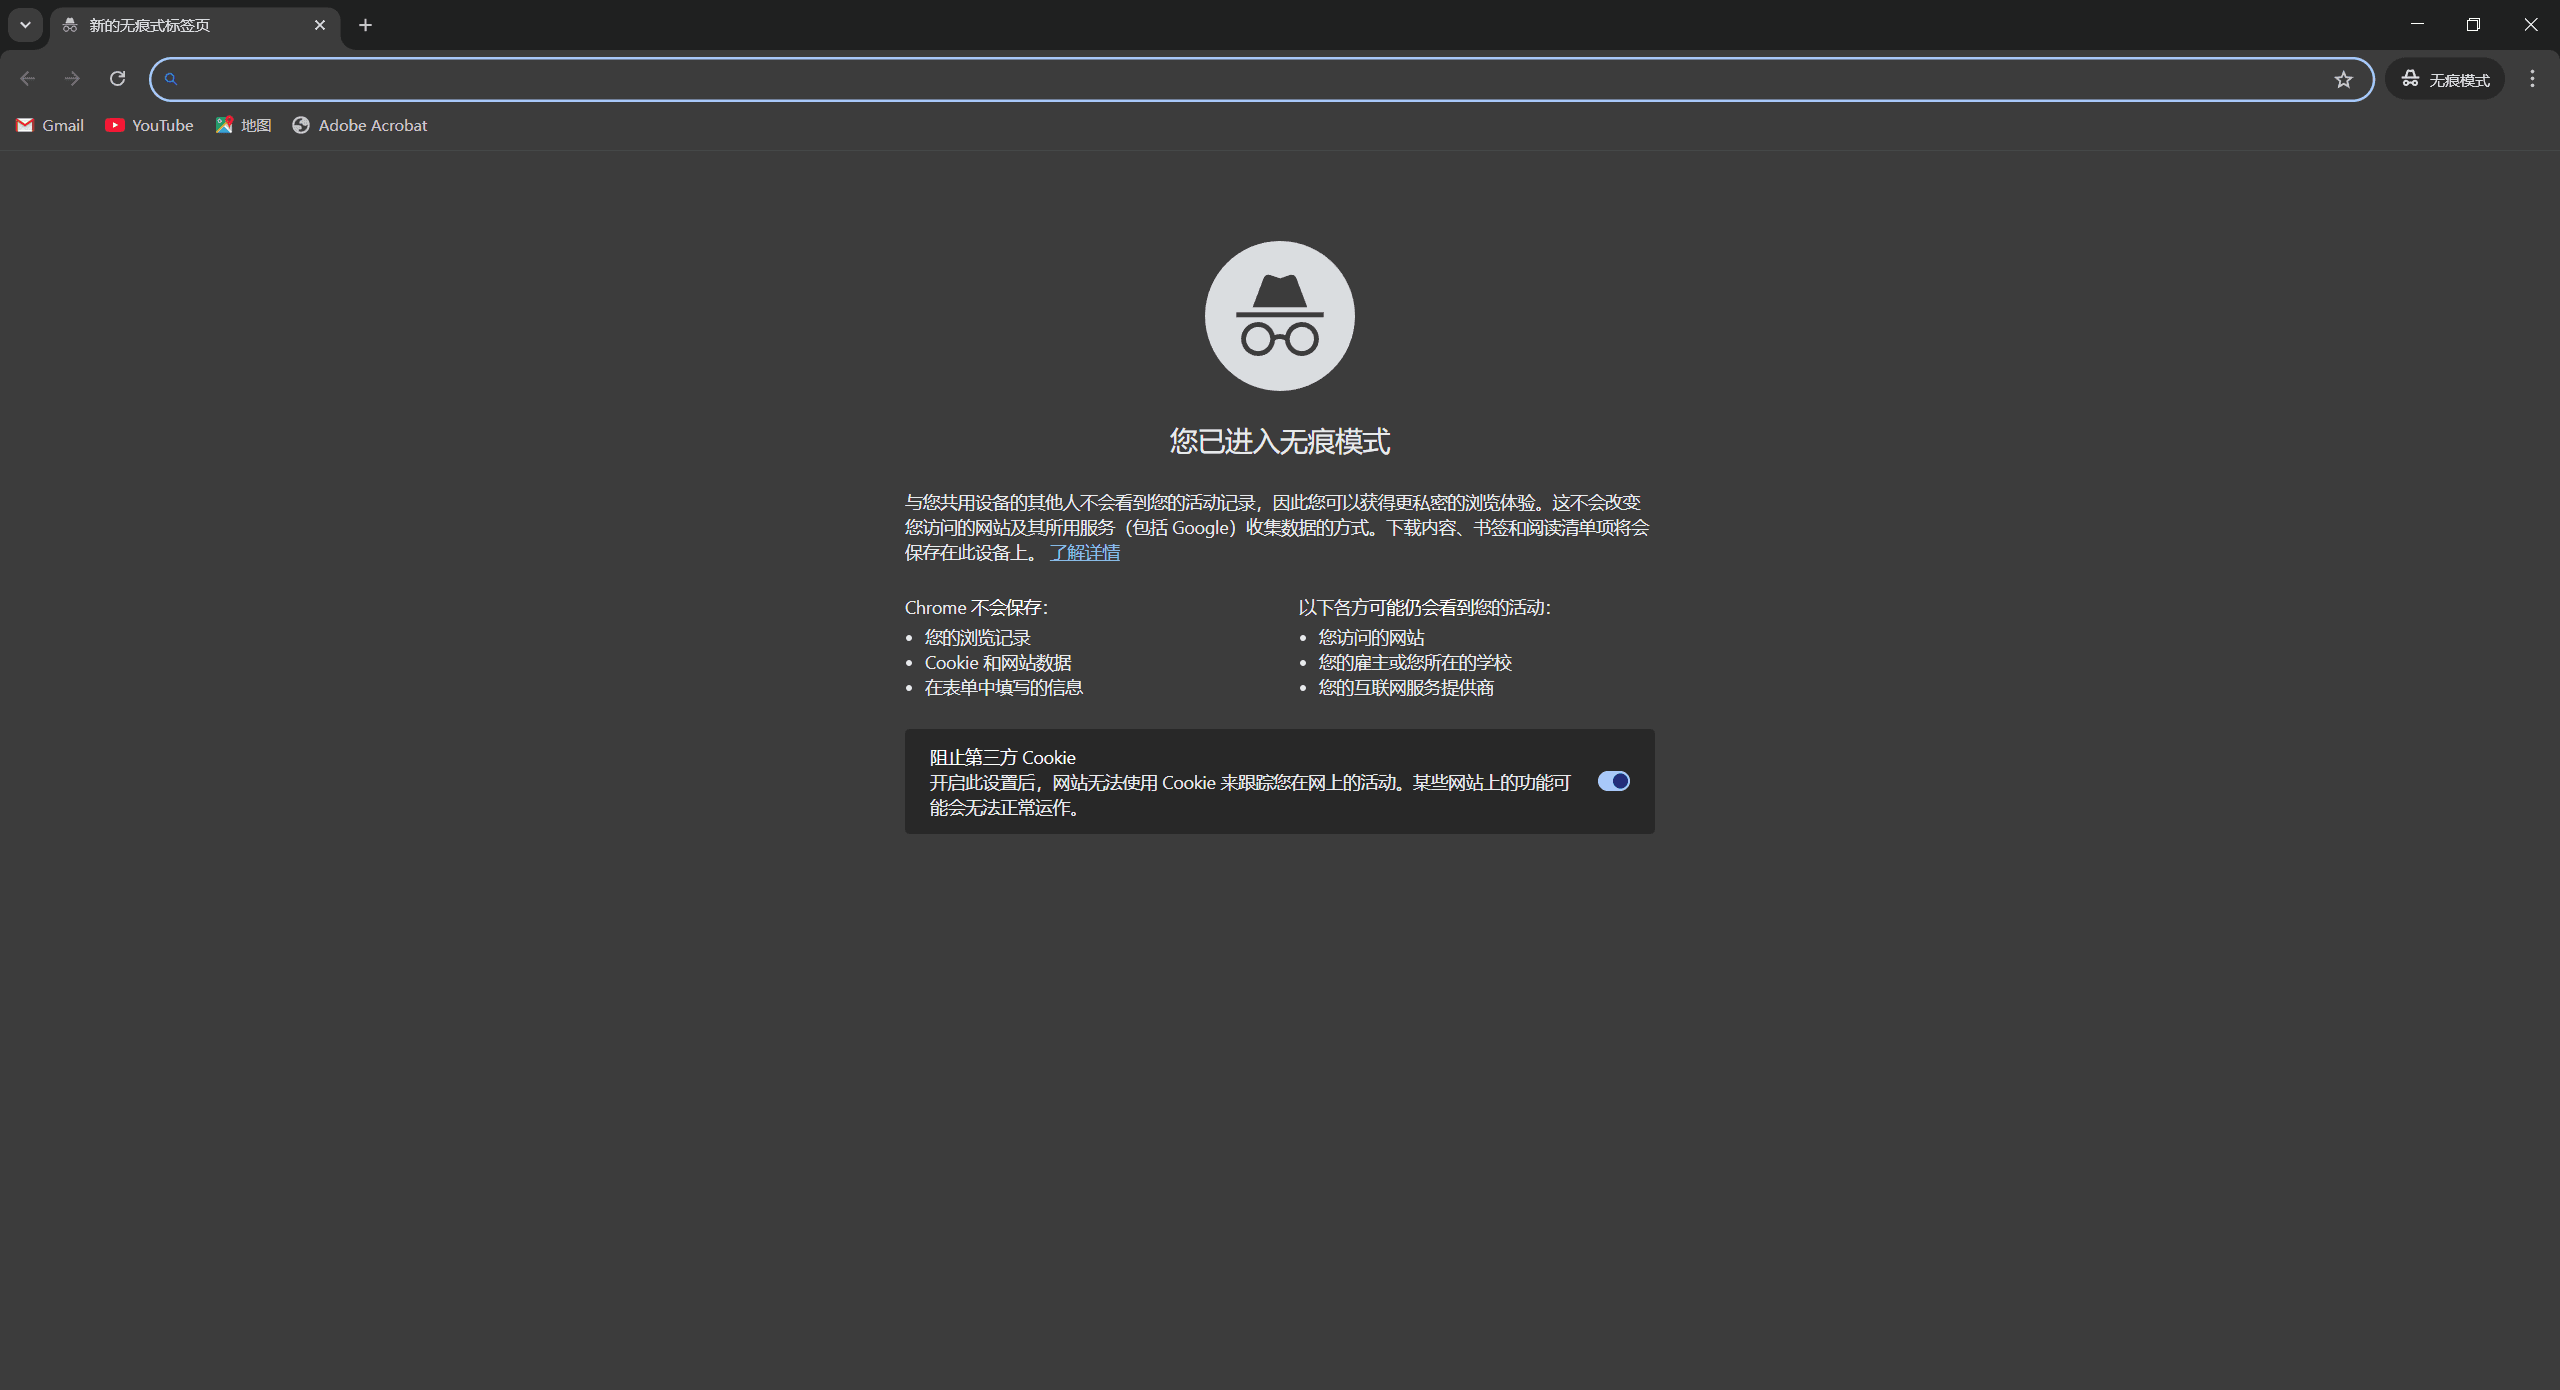 新的无痕式标签页
无痕模式
Gmail
YouTube
地图
Adobe Acrobat
您已进入无痕模式
与您共用设备的其他人不会看到您的活动记录，因此您可以获得更私密的浏览体验。这不会改变
您访问的网站及其所用服务（包括 Google）收集数据的方式。下载内容、书签和阅读清单项将会
保存在此设备上。 了解详情
Chrome 不会保存：
您的浏览记录
Cookie 和网站数据
在表单中填写的信息
以下各方可能仍会看到您的活动：
您访问的网站
您的雇主或您所在的学校
您的互联网服务提供商
阻止第三方 Cookie
开启此设置后，网站无法使用 Cookie 来跟踪您在网上的活动。某些网站上的功能可
能会无法正常运作。